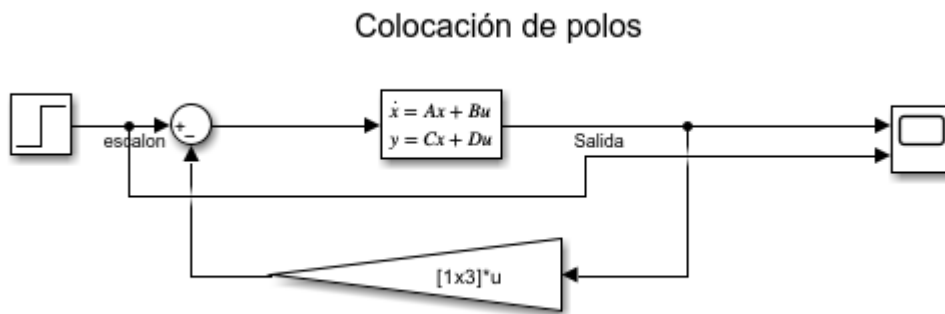 Colocación de polos
escalon
+
−
ẋ = Ax + Bu
y = Cx + Du
Salida
[1x3]*u